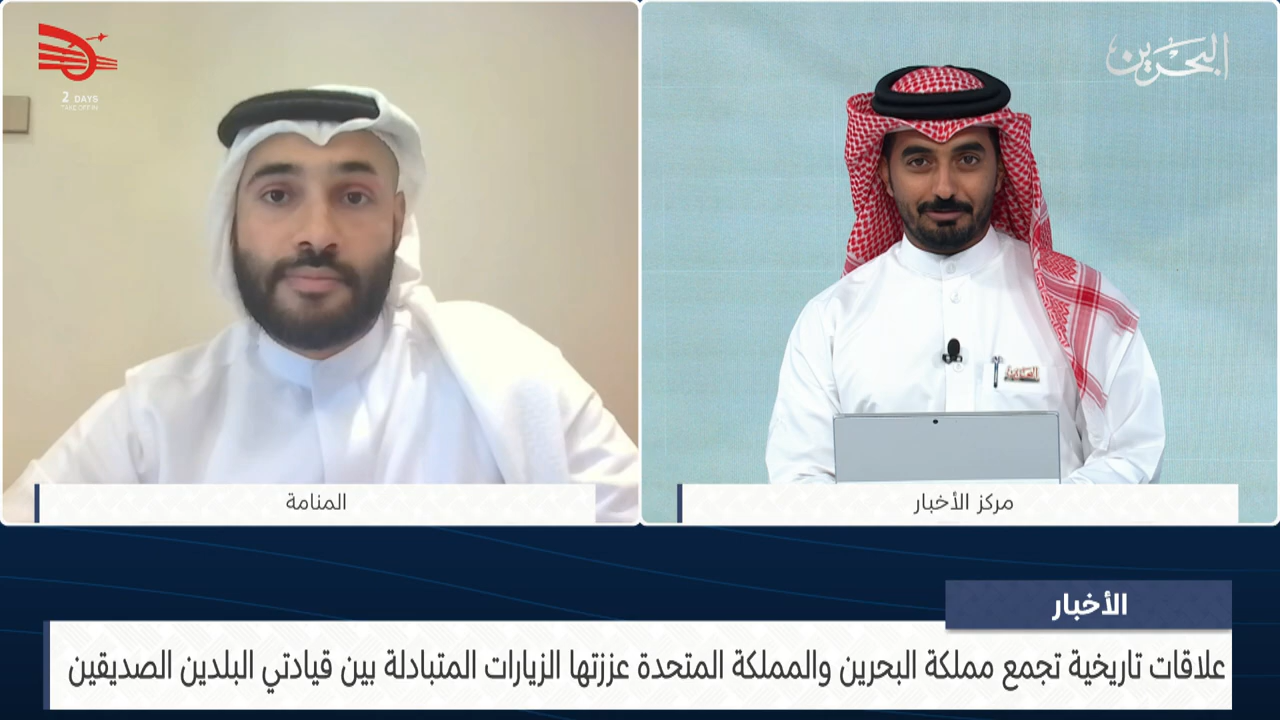 2 DAYS
البحرين
المنامة
مركز الأخبار
الأخبار
علاقات تاريخية تجمع مملكة البحرين والمملكة المتحدة عززتها الزيارات المتبادلة بين قيادتي البلدين الصديقين